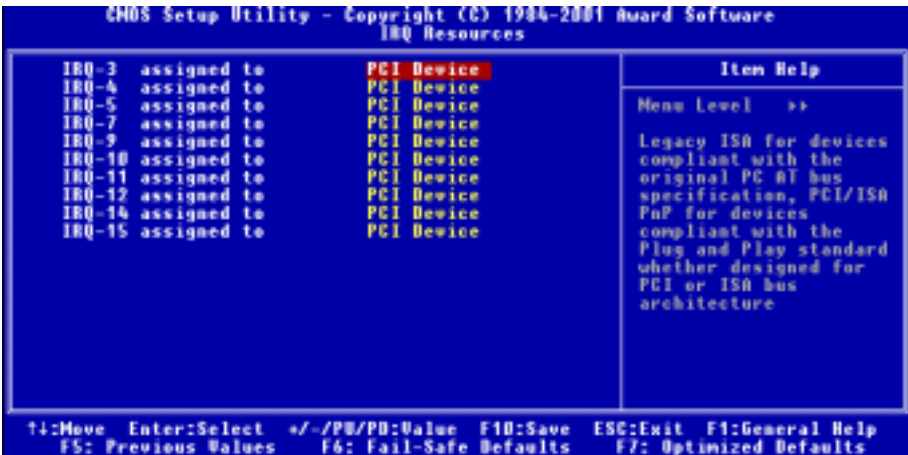 CMOS Setup Utility - Copyright (C) 1984-2001 Award Software
IRQ Resources
IRQ-3 assigned to PCI Device
IRQ-4 assigned to PCI Device
IRQ-5 assigned to PCI Device
IRQ-7 assigned to PCI Device
IRQ-9 assigned to PCI Device
IRQ-10 assigned to PCI Device
IRQ-11 assigned to PCI Device
IRQ-12 assigned to PCI Device
IRQ-14 assigned to PCI Device
IRQ-15 assigned to PCI Device
Item Help
Menu Level ▸▸
Legacy ISA for devices
compliant with the
original PC AT bus
specification, PCI/ISA
PnP for devices
compliant with the
Plug and Play standard
whether designed for
PCI or ISA bus
architecture
↑↓:Move Enter:Select +/-/PU/PD:Value F10:Save ESC:Exit F1:General Help
F5: Previous Values F6: Fail-Safe Defaults F7: Optimized Defaults